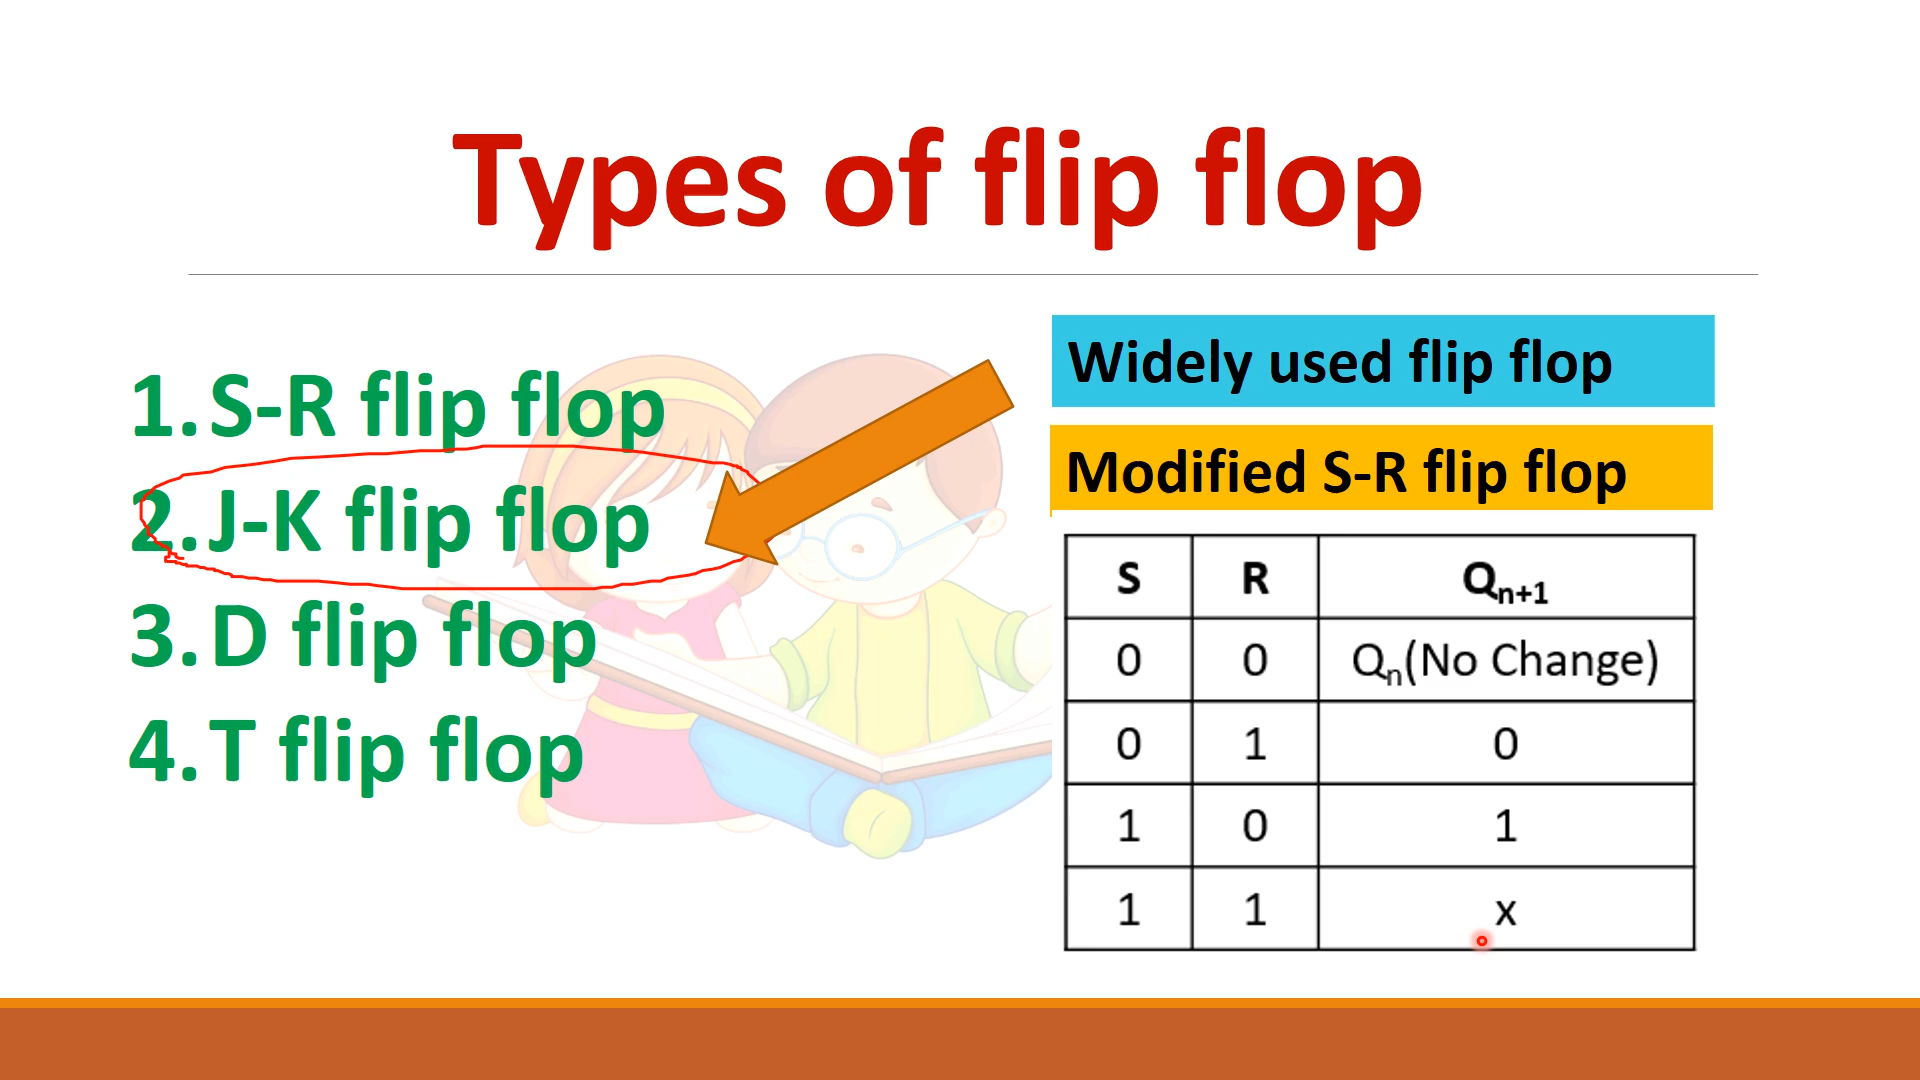 Types of flip flop
1. S-R flip flop
2. J-K flip flop
3. D flip flop
4. T flip flop
Widely used flip flop
Modified S-R flip flop
S R Qn+1
0 0 Qn(No Change)
0 1 0
1 0 1
1 1 x